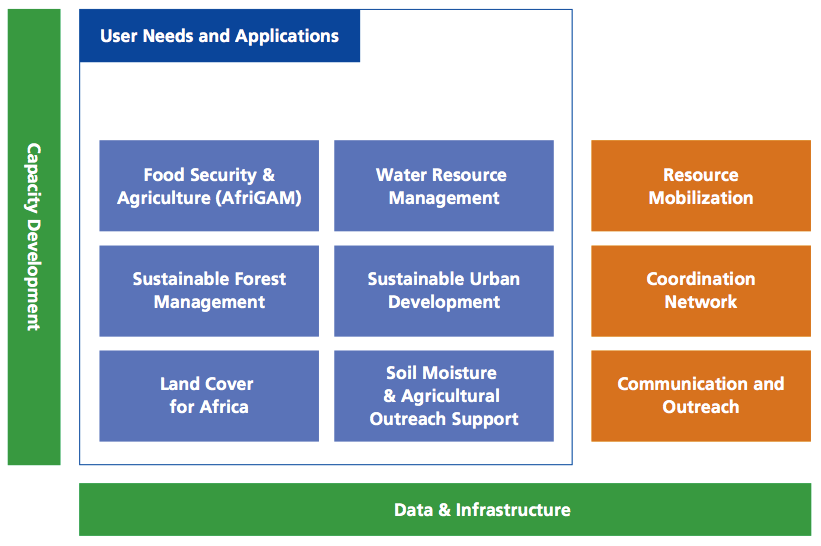 User Needs and Applications
Capacity Development
Food Security &
Agriculture (AfriGAM)
Water Resource
Management
Resource
Mobilization
Sustainable Forest
Management
Sustainable Urban
Development
Coordination
Network
Land Cover
for Africa
Soil Moisture
& Agricultural
Outreach Support
Communication and
Outreach
Data & Infrastructure